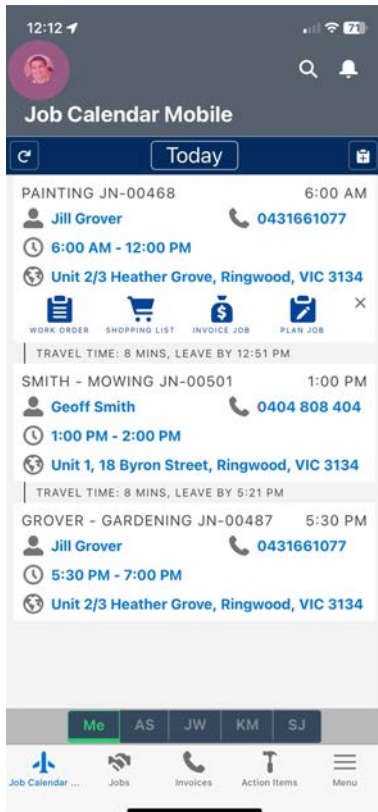 12:12
71
Job Calendar Mobile
Today
PAINTING JN-00468 6:00 AM
Jill Grover 0431661077
6:00 AM - 12:00 PM
Unit 2/3 Heather Grove, Ringwood, VIC 3134
WORK ORDER SHOPPING LIST INVOICE JOB PLAN JOB
TRAVEL TIME: 8 MINS, LEAVE BY 12:51 PM
SMITH - MOWING JN-00501 1:00 PM
Geoff Smith 0404 808 404
1:00 PM - 2:00 PM
Unit 1, 18 Byron Street, Ringwood, VIC 3134
TRAVEL TIME: 8 MINS, LEAVE BY 5:21 PM
GROVER - GARDENING JN-00487 5:30 PM
Jill Grover 0431661077
5:30 PM - 7:00 PM
Unit 2/3 Heather Grove, Ringwood, VIC 3134
Me AS JW KM SJ
Job Calendar ... Jobs Invoices Action Items Menu